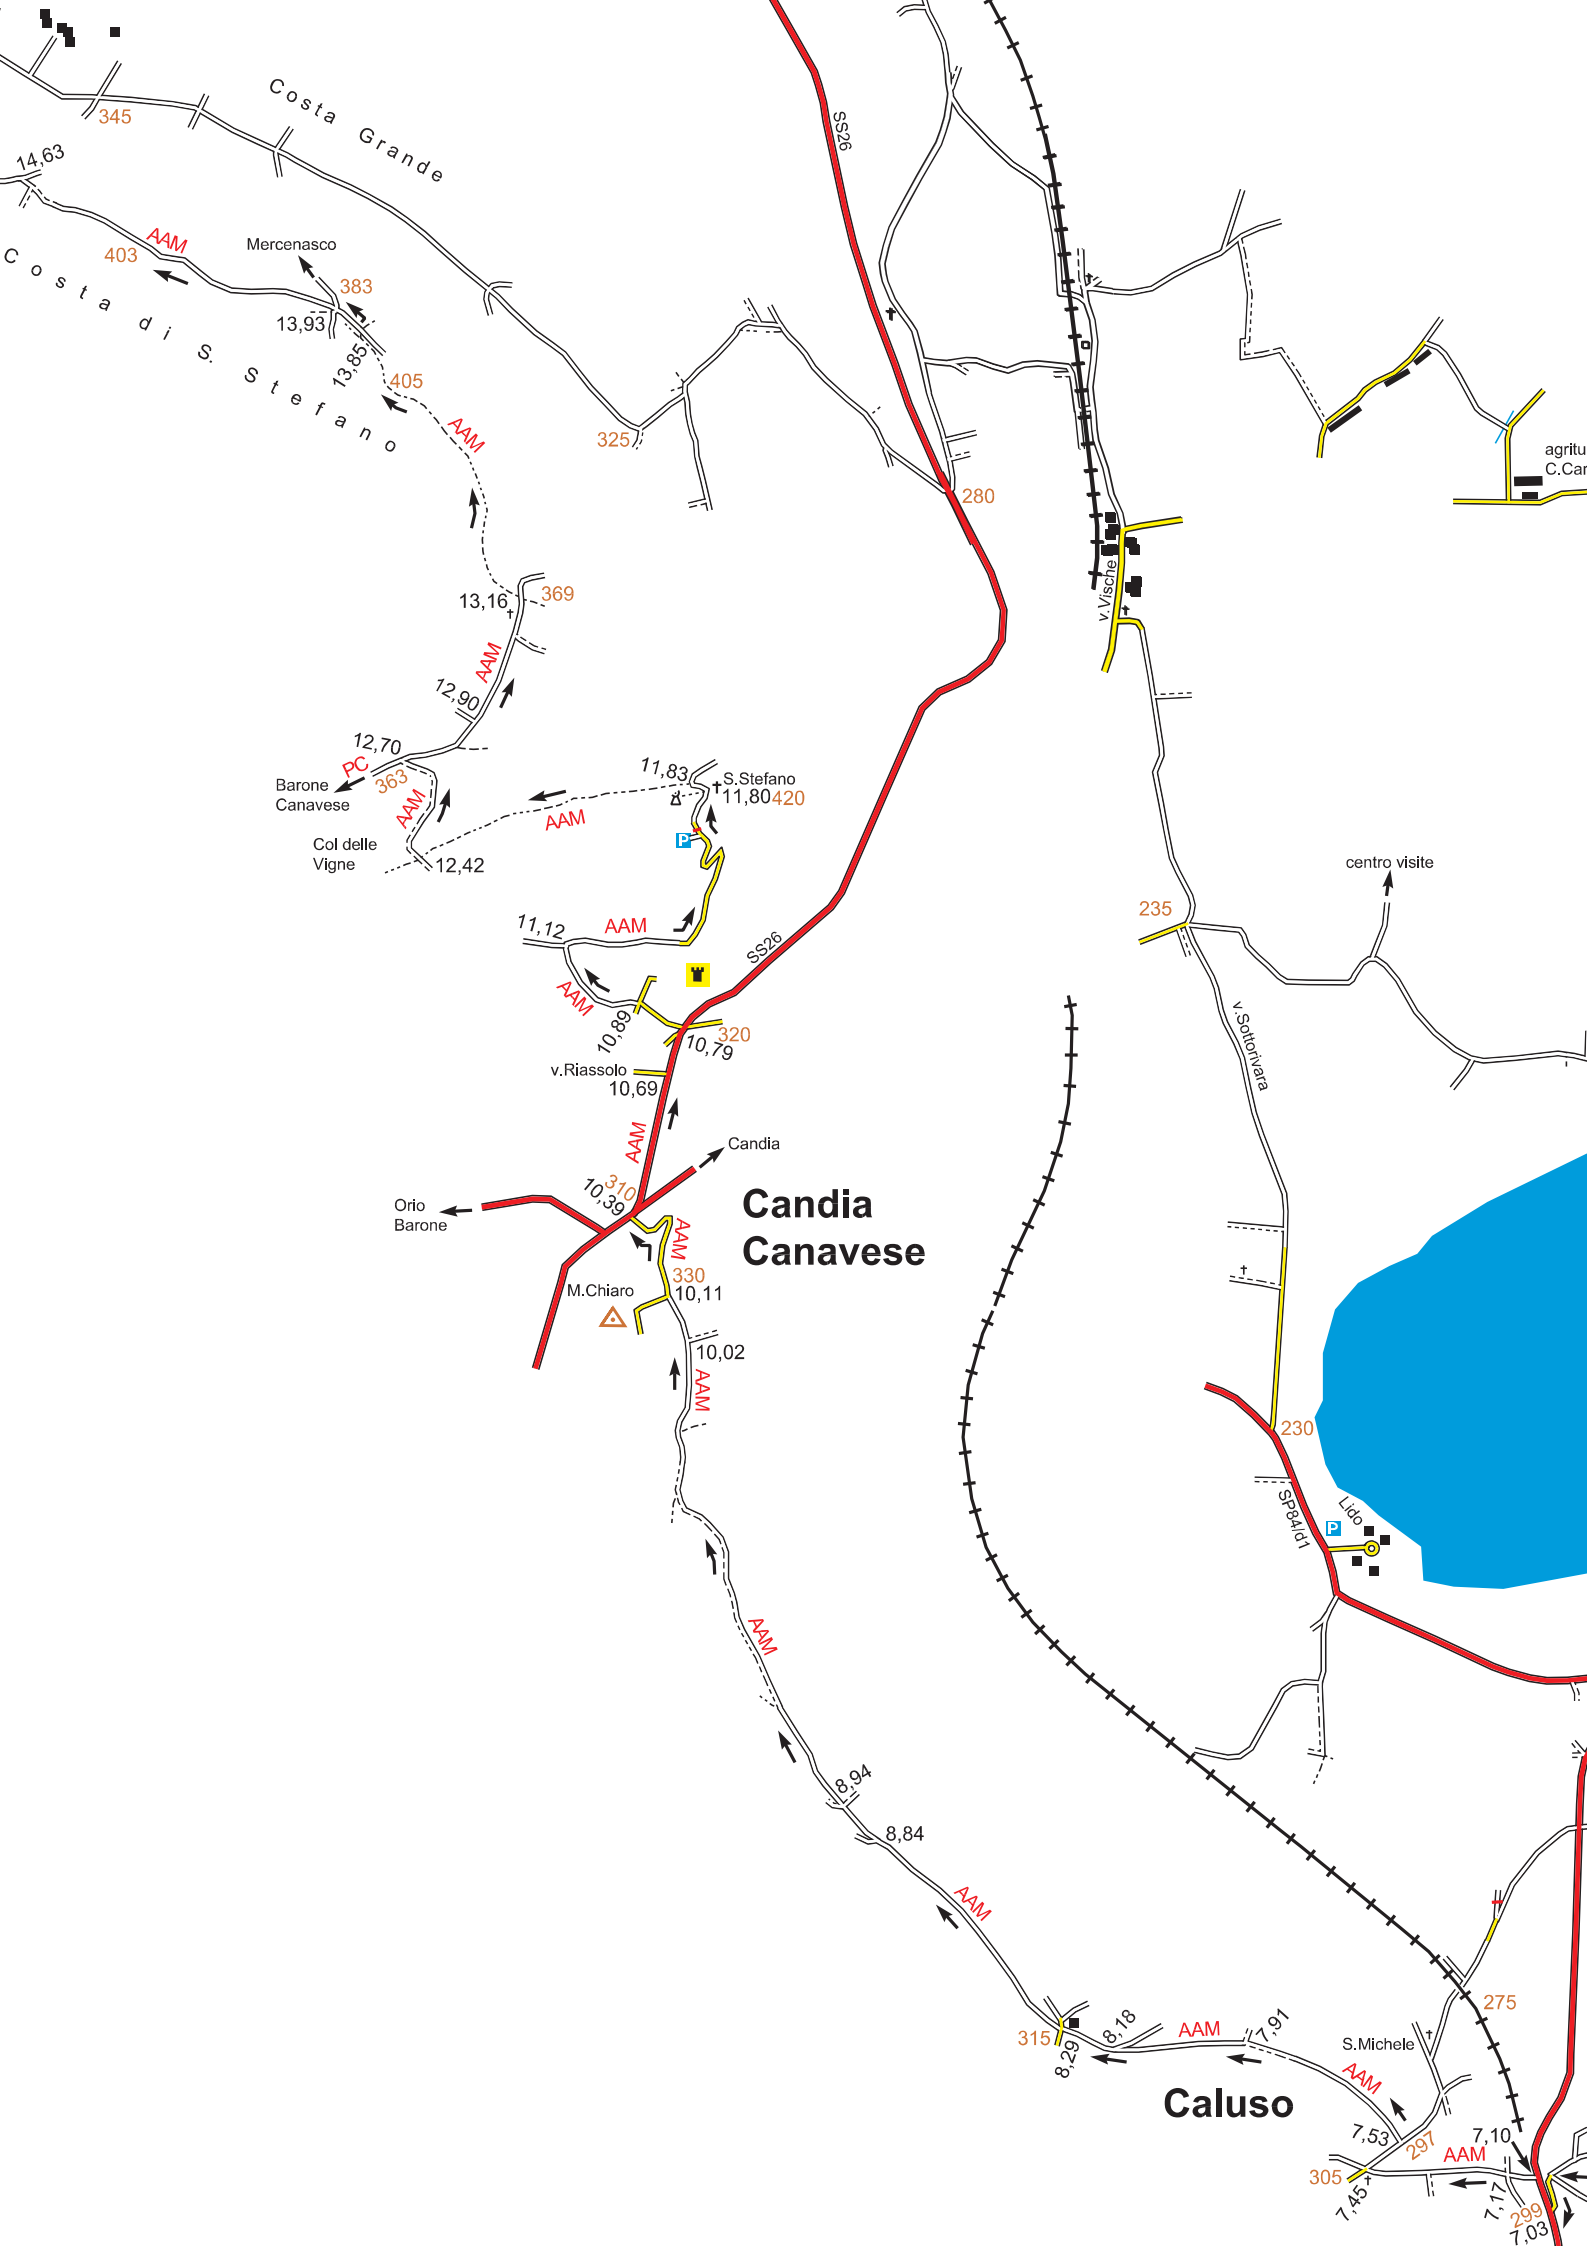 345
Costa Grande
SS26
14,63
AAM
403
Mercenasco
383
13,93
13,85
Costa di S. Stefano
405
AAM
325
280
agritu
C.Car
13,16
369
v.Vische
AAM
12,90
12,70
PC
363
Barone
Canavese
AAM
Col delle
Vigne
12,42
11,83
S.Stefano
11,80
420
AAM
P
centro visite
235
11,12
AAM
SS26
AAM
10,89
320
10,79
v.Riassolo
10,69
v.Sottorivara
AAM
Candia
310
10,39
Orio
Barone
Candia
Canavese
AAM
330
M.Chiaro
10,11
10,02
AAM
230
SP84/d1
Lido
P
AAM
8,94
8,84
AAM
275
315
8,29
8,18
AAM
7,91
S.Michele
AAM
Caluso
7,53
297
7,10
AAM
305
7,45
7,17
299
7,03